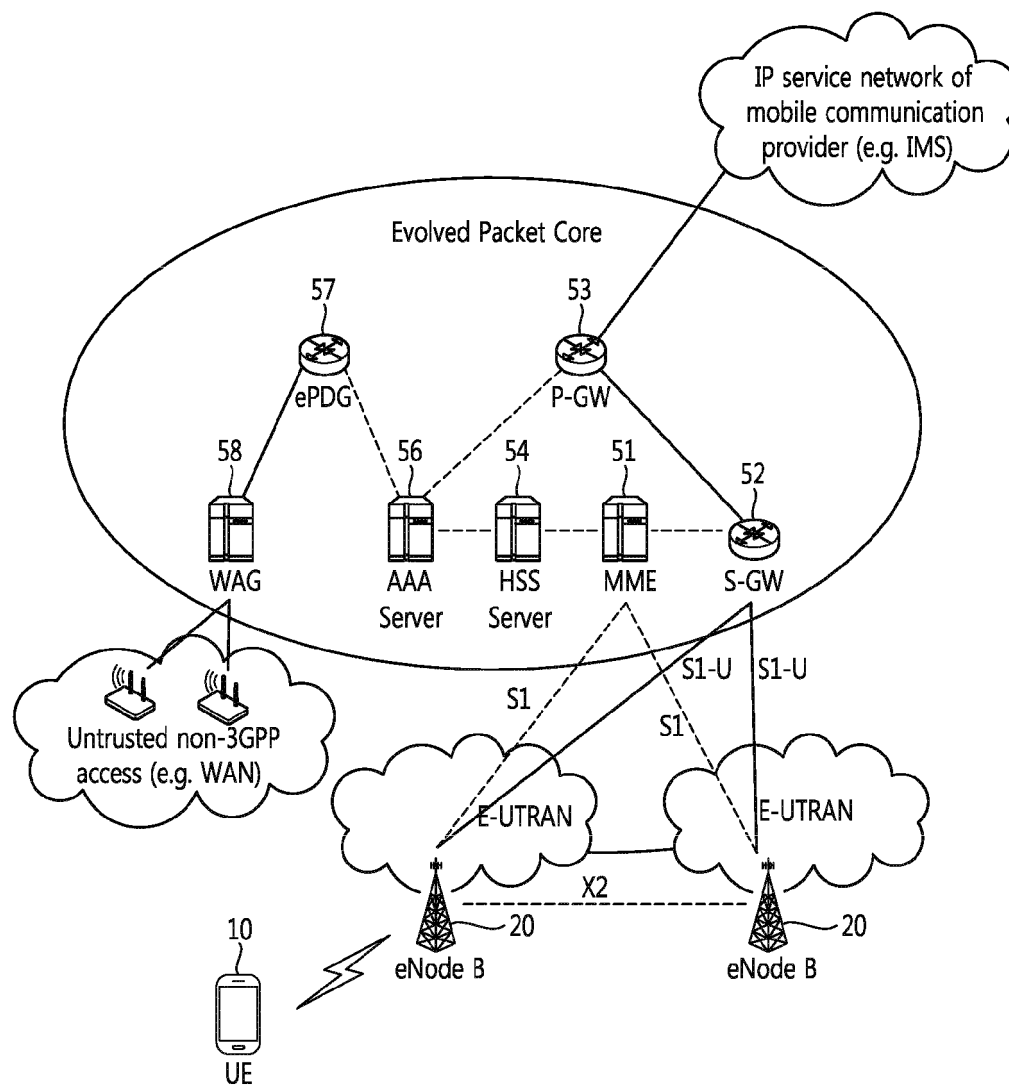 IP service network of
mobile communication
provider (e.g. IMS)
Evolved Packet Core
57
53
ePDG
P-GW
58
56
54
51
52
WAG
AAA
Server
HSS
Server
MME
S-GW
S1-U
S1-U
S1
S1
Untrusted non-3GPP
access (e.g. WAN)
E-UTRAN
E-UTRAN
X2
20
20
eNode B
eNode B
10
UE